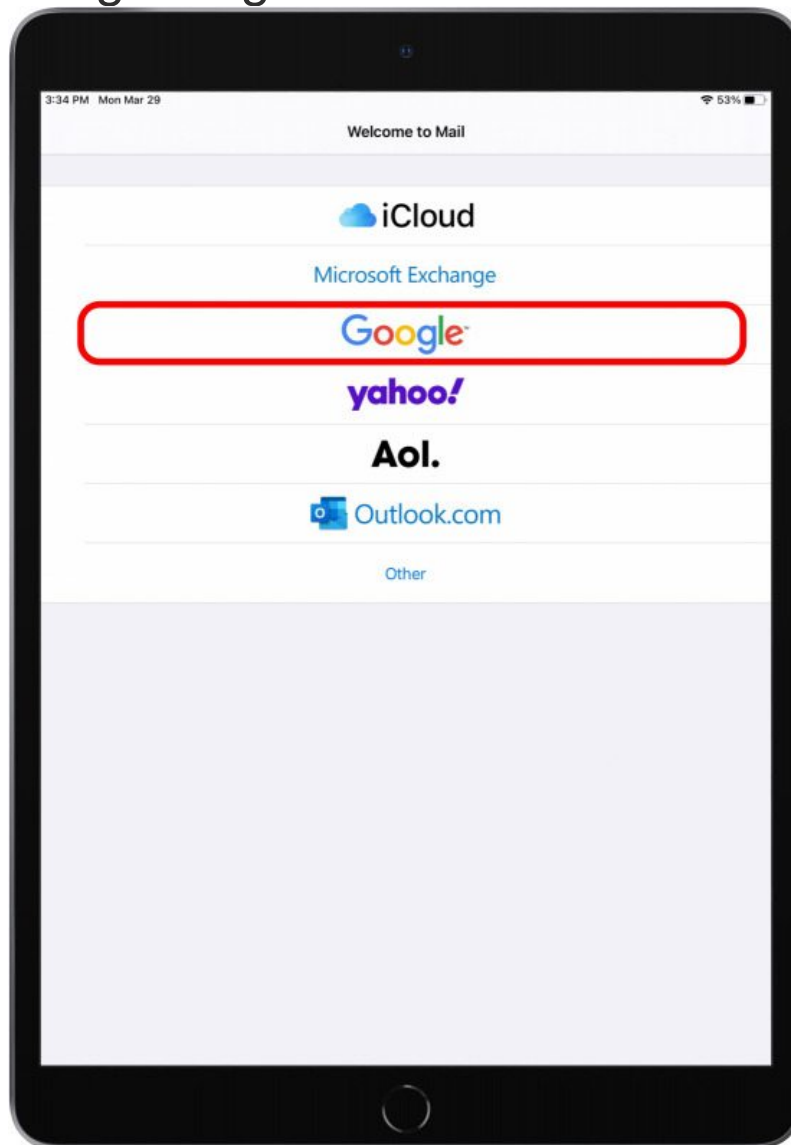 3:34 PM Mon Mar 29 53%
Welcome to Mail
iCloud
Microsoft Exchange
Google
yahoo!
Aol.
Outlook.com
Other